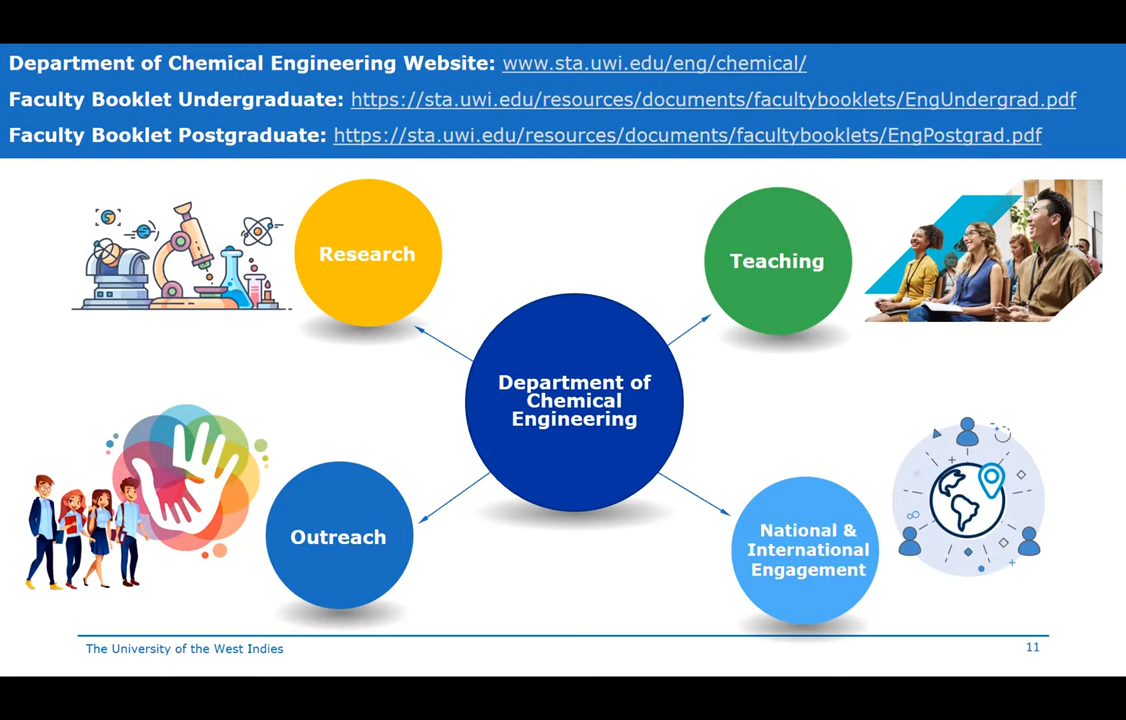 Department of Chemical Engineering Website: www.sta.uwi.edu/eng/chemical/
Faculty Booklet Undergraduate: https://sta.uwi.edu/resources/documents/facultybooklets/EngUndergrad.pdf
Faculty Booklet Postgraduate: https://sta.uwi.edu/resources/documents/facultybooklets/EngPostgrad.pdf
Research
Teaching
Department of
Chemical
Engineering
Outreach
National &
International
Engagement
The University of the West Indies
11